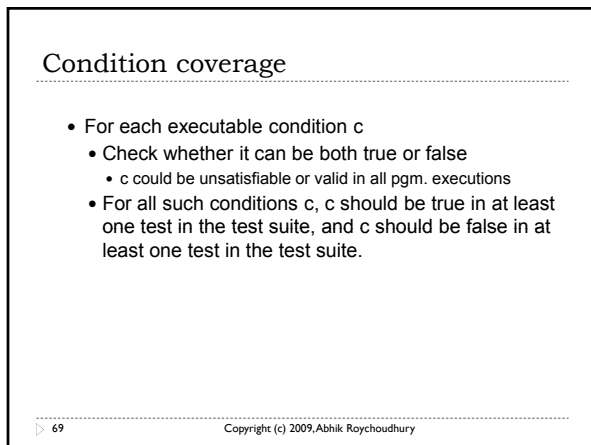 Condition coverage
• For each executable condition c
• Check whether it can be both true or false
• c could be unsatisfiable or valid in all pgm. executions
• For all such conditions c, c should be true in at least
one test in the test suite, and c should be false in at
least one test in the test suite.
69
Copyright (c) 2009, Abhik Roychoudhury